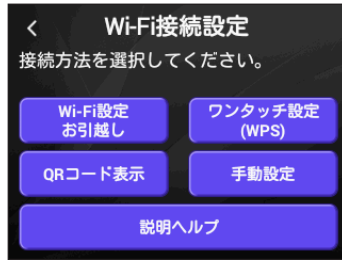 Wi-Fi接続設定
接続方法を選択してください。
Wi-Fi設定
お引越し
ワンタッチ設定
(WPS)
QRコード表示
手動設定
説明ヘルプ